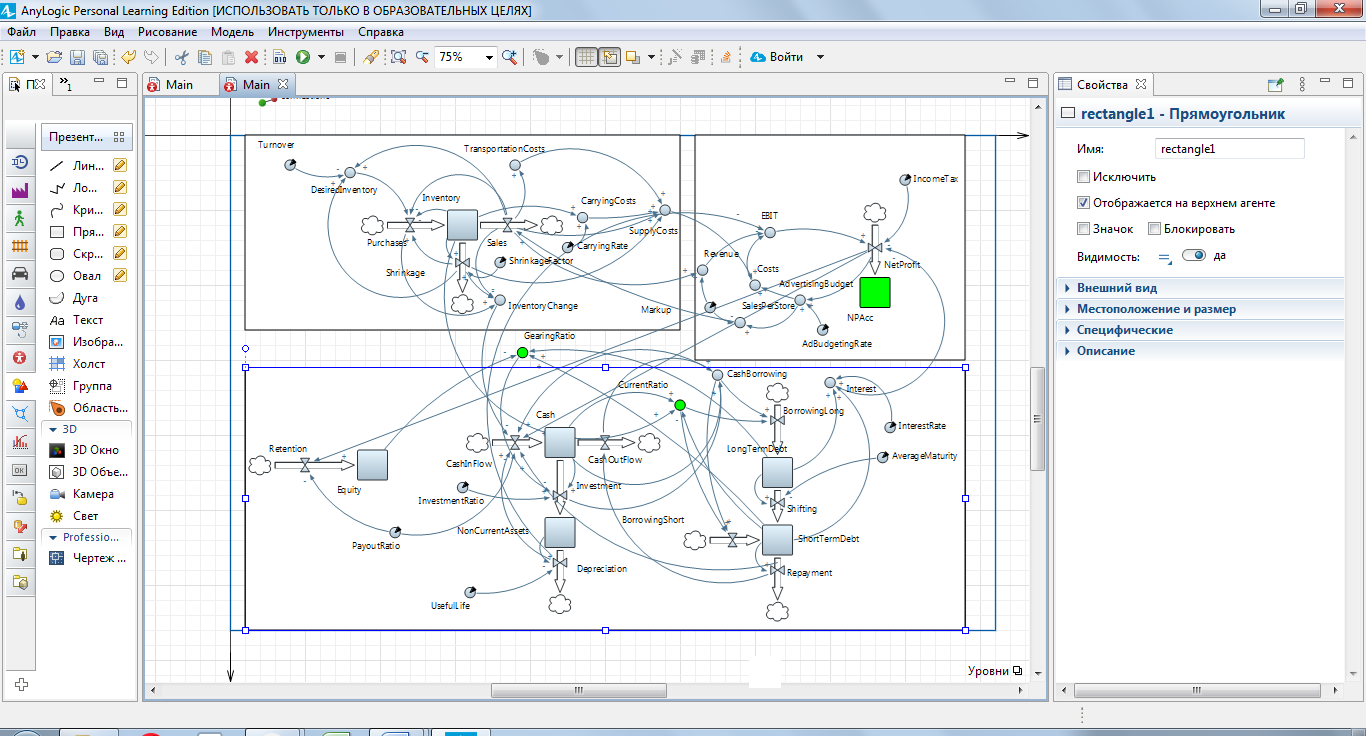 AnyLogic Personal Learning Edition [ИСПОЛЬЗОВАТЬ ТОЛЬКО В ОБРАЗОВАТЕЛЬНЫХ ЦЕЛЯХ]
Файл Правка Вид Рисование Модель Инструменты Справка
75% Войти
П 1
Main Main
Свойства
Презент...
Лин...
Ло...
Кри...
Пря...
Скр...
Овал
Дуга
Aa Текст
Изобра...
Холст
Группа
Область...
3D
3D Окно
3D Объе...
Камера
Свет
Professio...
Чертеж ...
OK
Turnover
TransportationCosts
DesiredInventory
Inventory
CarryingCosts
SupplyCosts
Purchases
Sales
CarryingRate
Shrinkage
ShrinkageFactor
InventoryChange
IncomeTax
EBIT
Revenue
NetProfit
Costs
AdvertisingBudget
Markup
SalesPerStore
NPAcc
AdBudgetingRate
GearingRatio
CurrentRatio
CashBorrowing
Interest
Cash
BorrowingLong
InterestRate
Retention
CashInFlow
CashOutFlow
LongTermDebt
AverageMaturity
Equity
InvestmentRatio
Investment
Shifting
PayoutRatio
NonCurrentAssets
BorrowingShort
ShortTermDebt
Depreciation
Repayment
UsefulLife
Уровни
rectangle1 - Прямоугольник
Имя: rectangle1
Исключить
Отображается на верхнем агенте
Значок Блокировать
Видимость: да
Внешний вид
Местоположение и размер
Специфические
Описание